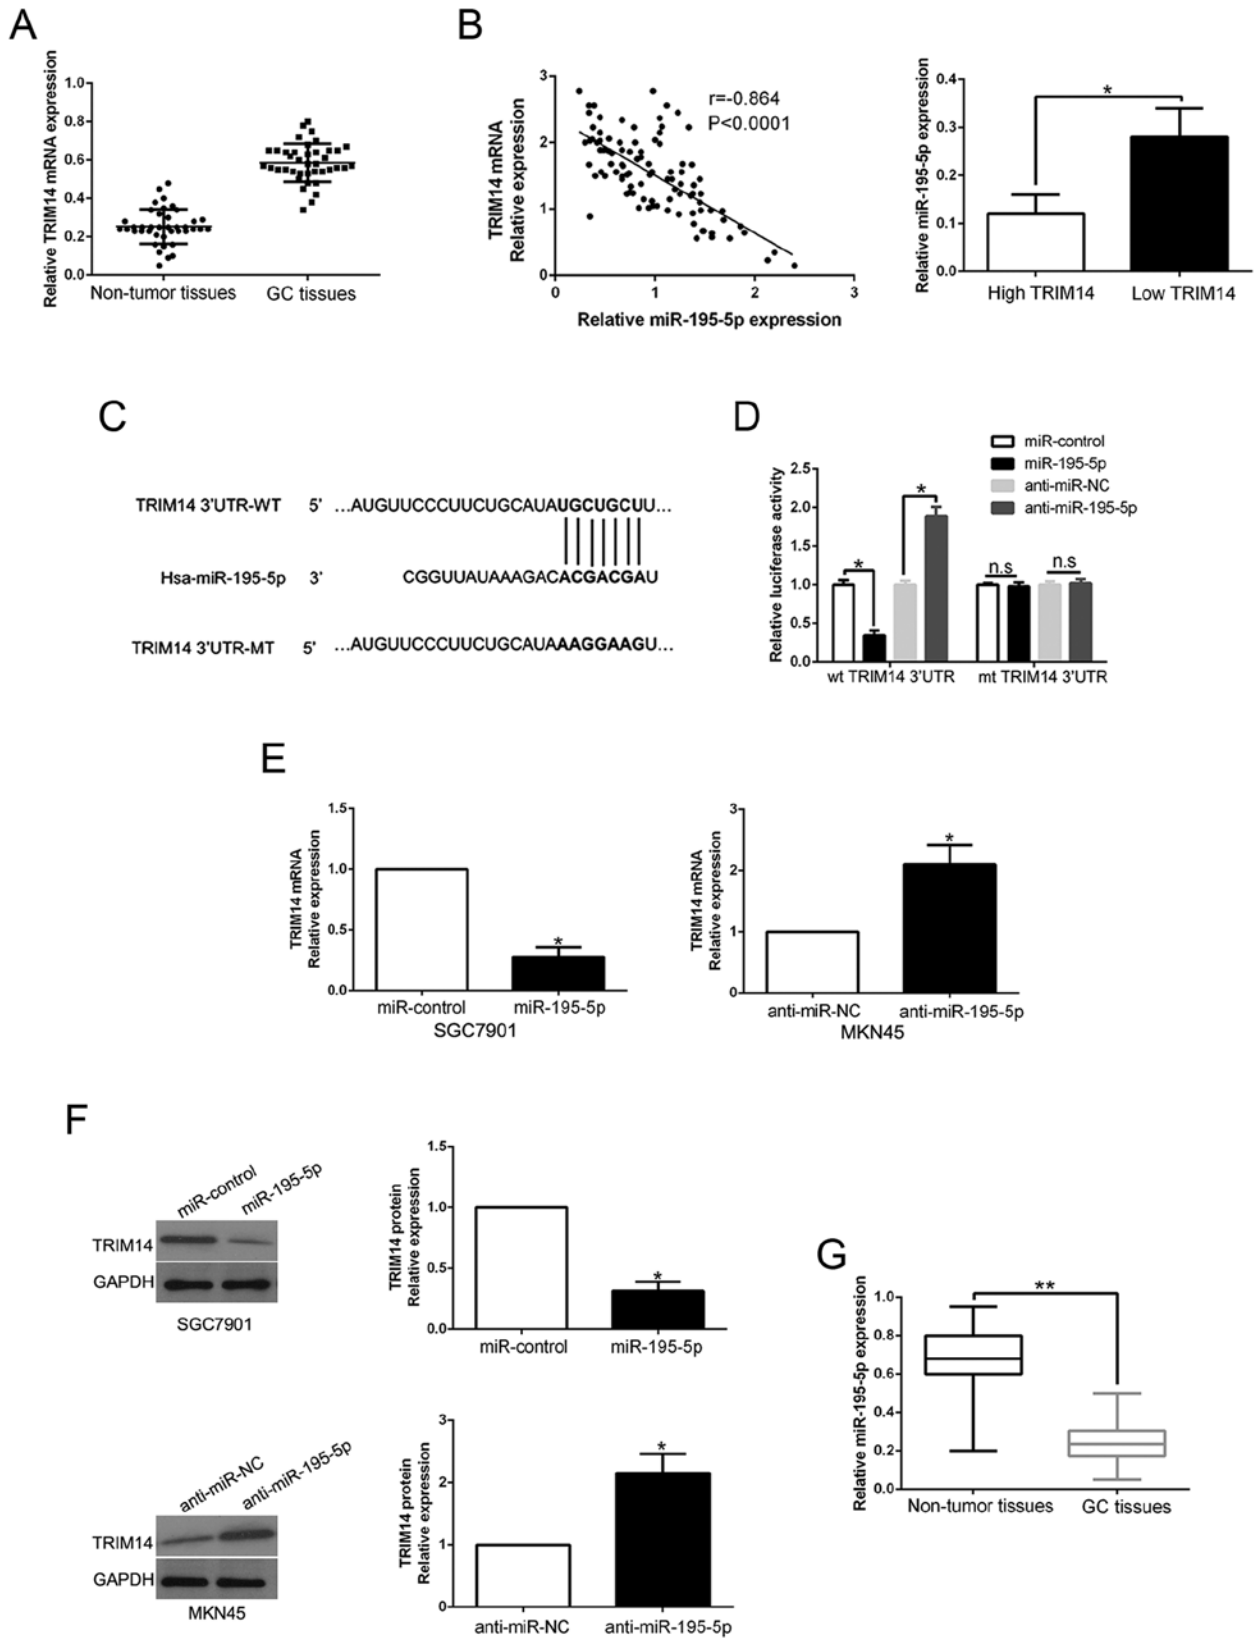 A
Relative TRIM14 mRNA expression
1.0
0.8
0.6
0.4
0.2
0.0
Non-tumor tissues
GC tissues
B
TRIM14 mRNA
Relative expression
3
2
1
0
r=-0.864
P<0.0001
0
1
2
3
Relative miR-195-5p expression
Relative miR-195-5p expression
0.4
0.3
0.2
0.1
0.0
*
High TRIM14
Low TRIM14
C
TRIM14 3'UTR-WT 5' ...AUGUUCCCUUCUGCAUAUGCUGCUU...
Hsa-miR-195-5p 3' CGGUUAUAAAGACACGACGAU
TRIM14 3'UTR-MT 5' ...AUGUUCCCUUCUGCAUAAAGGAAGU...
D
miR-control
miR-195-5p
anti-miR-NC
anti-miR-195-5p
Relative luciferase activity
2.5
2.0
1.5
1.0
0.5
0.0
*
*
n.s
n.s
wt TRIM14 3'UTR
mt TRIM14 3'UTR
E
TRIM14 mRNA
Relative expression
1.5
1.0
0.5
0.0
*
miR-control
miR-195-5p
SGC7901
TRIM14 mRNA
Relative expression
3
2
1
0
*
anti-miR-NC
anti-miR-195-5p
MKN45
F
miR-control
miR-195-5p
TRIM14
GAPDH
SGC7901
TRIM14 protein
Relative expression
1.5
1.0
0.5
0.0
*
miR-control
miR-195-5p
anti-miR-NC
anti-miR-195-5p
TRIM14
GAPDH
MKN45
TRIM14 protein
Relative expression
3
2
1
0
*
anti-miR-NC
anti-miR-195-5p
G
Relative miR-195-5p expression
1.0
0.8
0.6
0.4
0.2
0.0
**
Non-tumor tissues
GC tissues